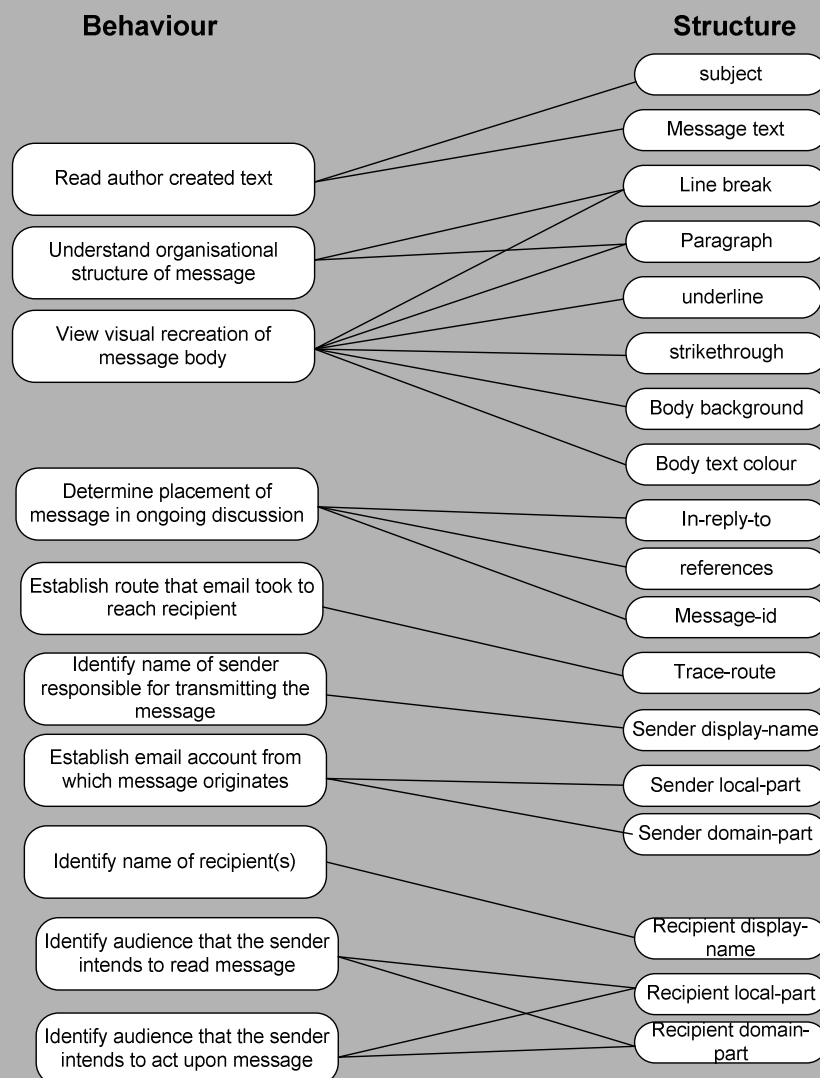 Behaviour
Structure
subject
Message text
Read author created text
Line break
Understand organisational
structure of message
Paragraph
underline
View visual recreation of
message body
strikethrough
Body background
Body text colour
Determine placement of
message in ongoing discussion
In-reply-to
references
Establish route that email took to
reach recipient
Message-id
Trace-route
Identify name of sender
responsible for transmitting the
message
Sender display-name
Establish email account from
which message originates
Sender local-part
Sender domain-part
Identify name of recipient(s)
Recipient display-
name
Identify audience that the sender
intends to read message
Recipient local-part
Recipient domain-
part
Identify audience that the sender
intends to act upon message